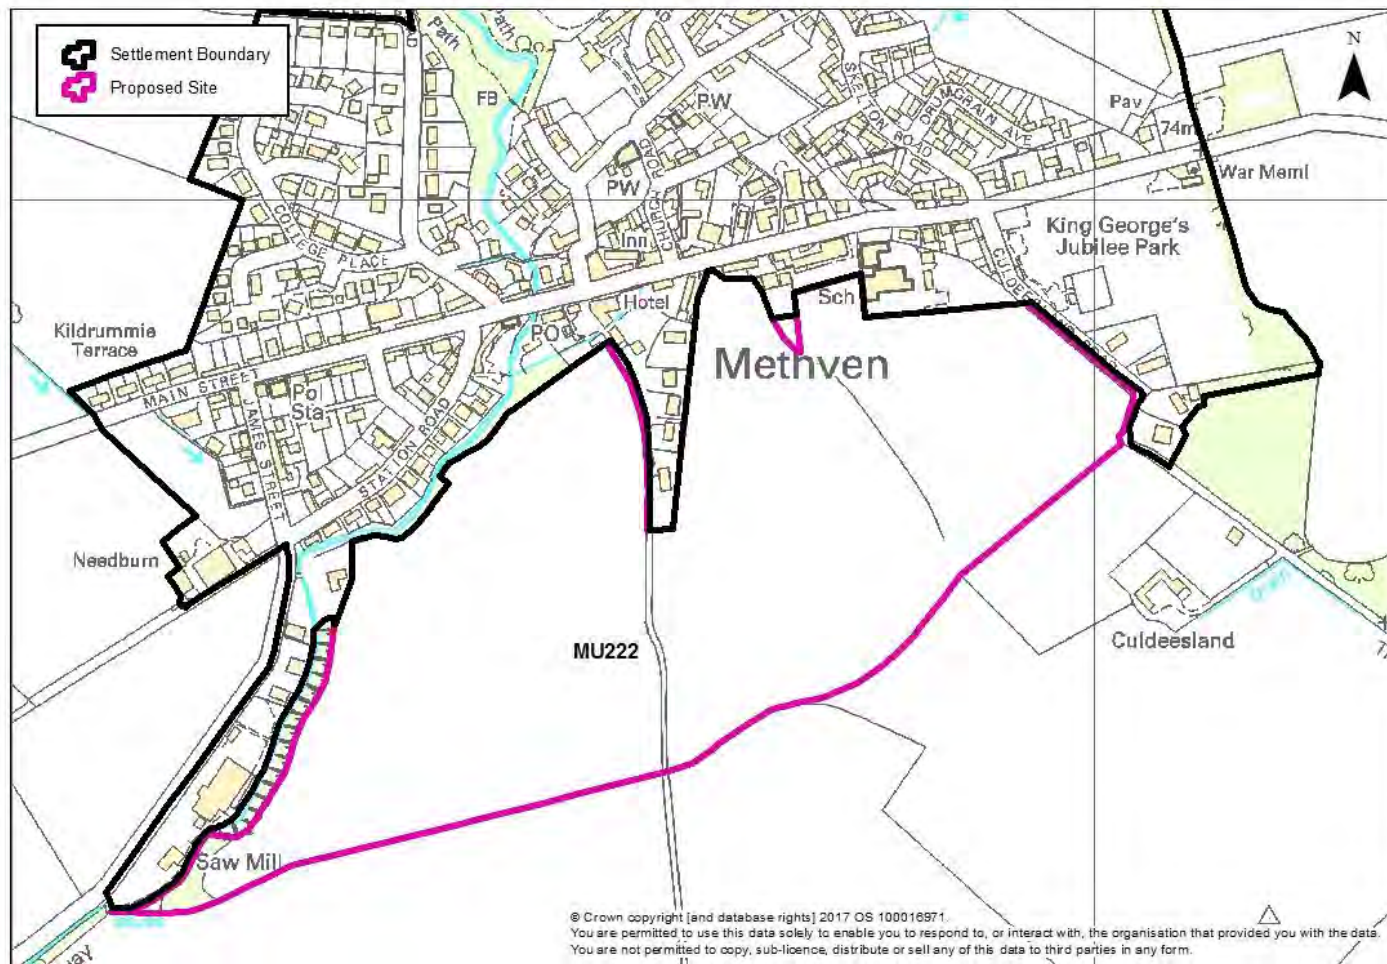 Settlement Boundary
Proposed Site
Path
Path
FB
PW
SKELTON ROAD
DRUMGRAIN AVE
Pav
74m
N
War Meml
COLLEGE PLACE
PW
CHURCH ROAD
Inn
King George's
Jubilee Park
Kildrummie
Terrace
Hotel
Sch
PO
Methven
MAIN STREET
Pol
Sta
JAMES STREET
STATION ROAD
Needburn
Drain
Culdeesland
MU222
Saw Mill
© Crown copyright [and database rights] 2017 OS 100016971.
You are permitted to use this data solely to enable you to respond to, or interact with, the organisation that provided you with the data.
You are not permitted to copy, sub-licence, distribute or sell any of this data to third parties in any form.